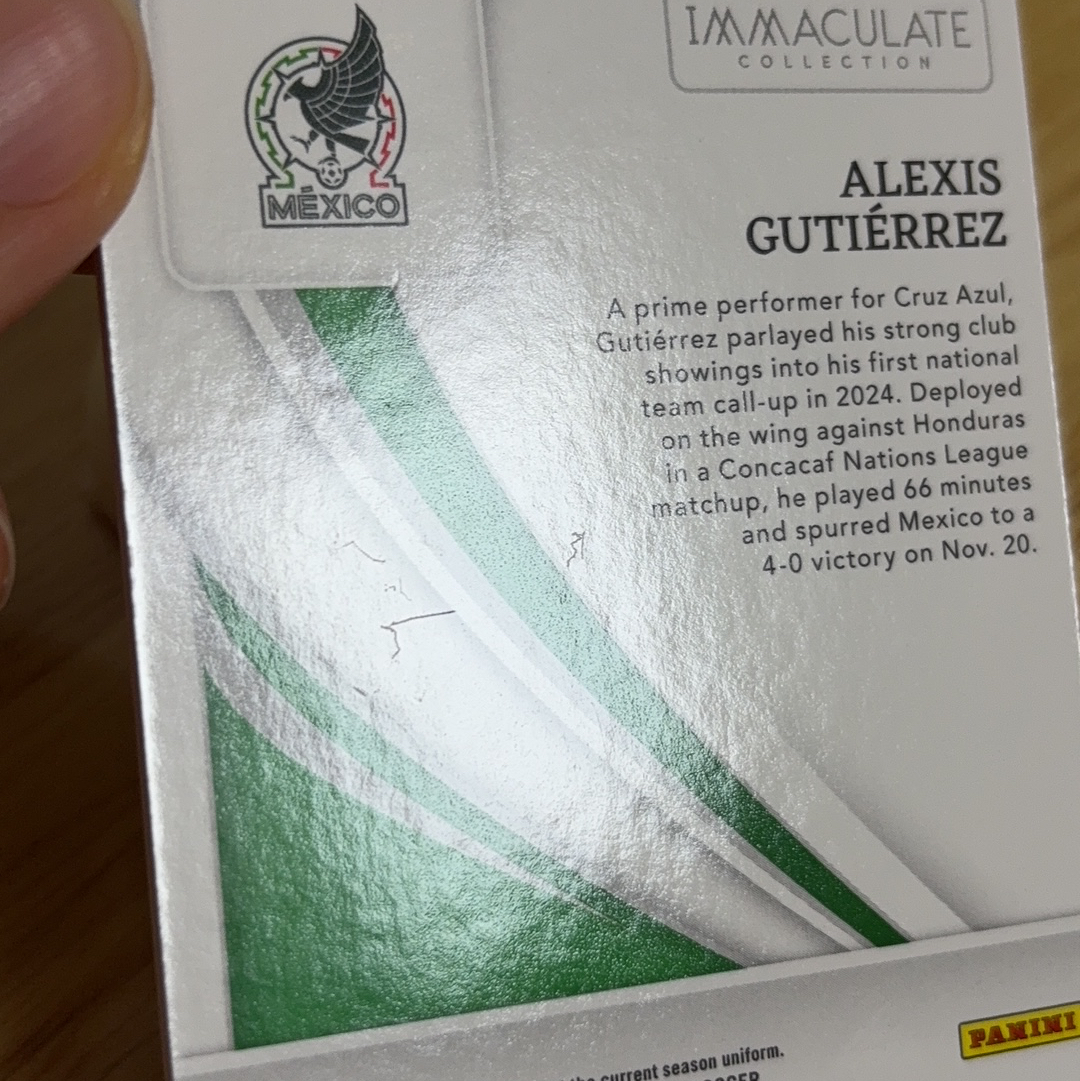 IMMACULATE
COLLECTION
MÉXICO
ALEXIS
GUTIÉRREZ
A prime performer for Cruz Azul,
Gutiérrez parlayed his strong club
showings into his first national
team call-up in 2024. Deployed
on the wing against Honduras
in a Concacaf Nations League
matchup, he played 66 minutes
and spurred Mexico to a
4-0 victory on Nov. 20.
PANINI
current season uniform.